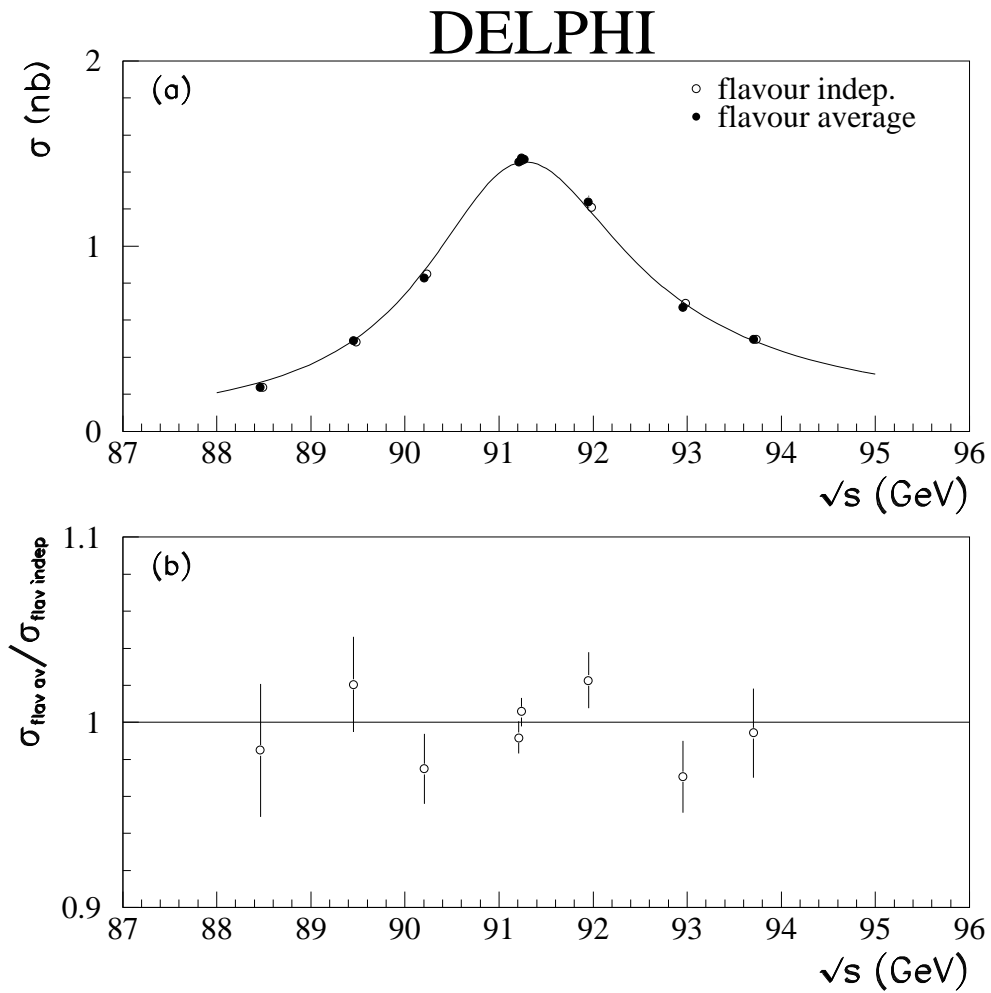 DELPHI
σ (nb)
(a)
flavour indep.
flavour average
2
1
0
87 88 89 90 91 92 93 94 95 96
√s (GeV)
σflav av/σflav indep
(b)
1.1
1
0.9
87 88 89 90 91 92 93 94 95 96
√s (GeV)